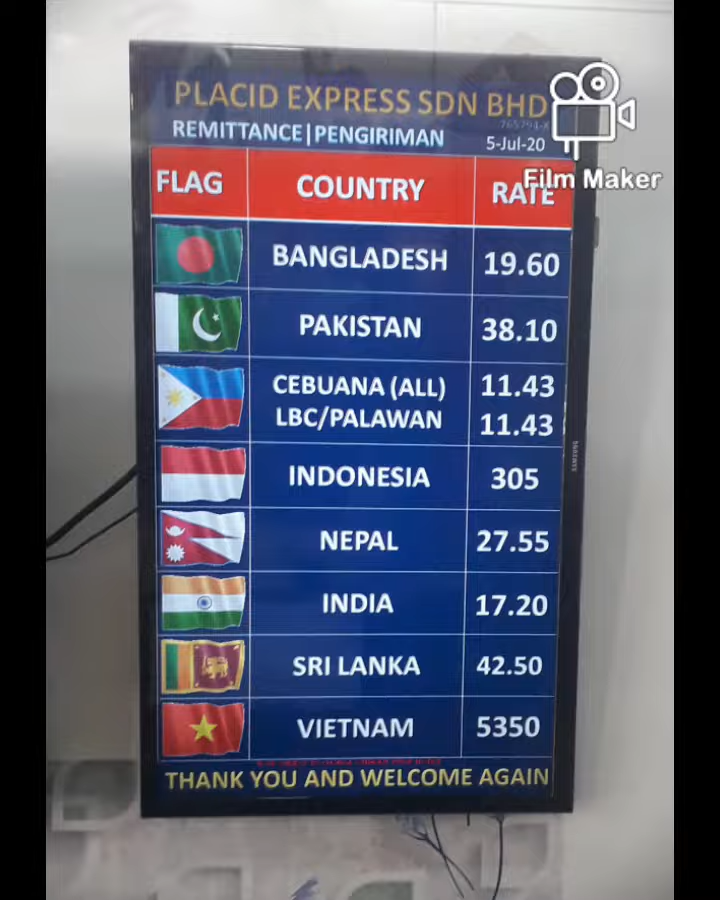 PLACID EXPRESS SDN BHD
REMITTANCE|PENGIRIMAN
5-Jul-20
Film Maker
FLAG COUNTRY RATE
BANGLADESH 19.60
PAKISTAN 38.10
CEBUANA (ALL) 11.43
LBC/PALAWAN 11.43
INDONESIA 305
NEPAL 27.55
INDIA 17.20
SRI LANKA 42.50
VIETNAM 5350
THANK YOU AND WELCOME AGAIN